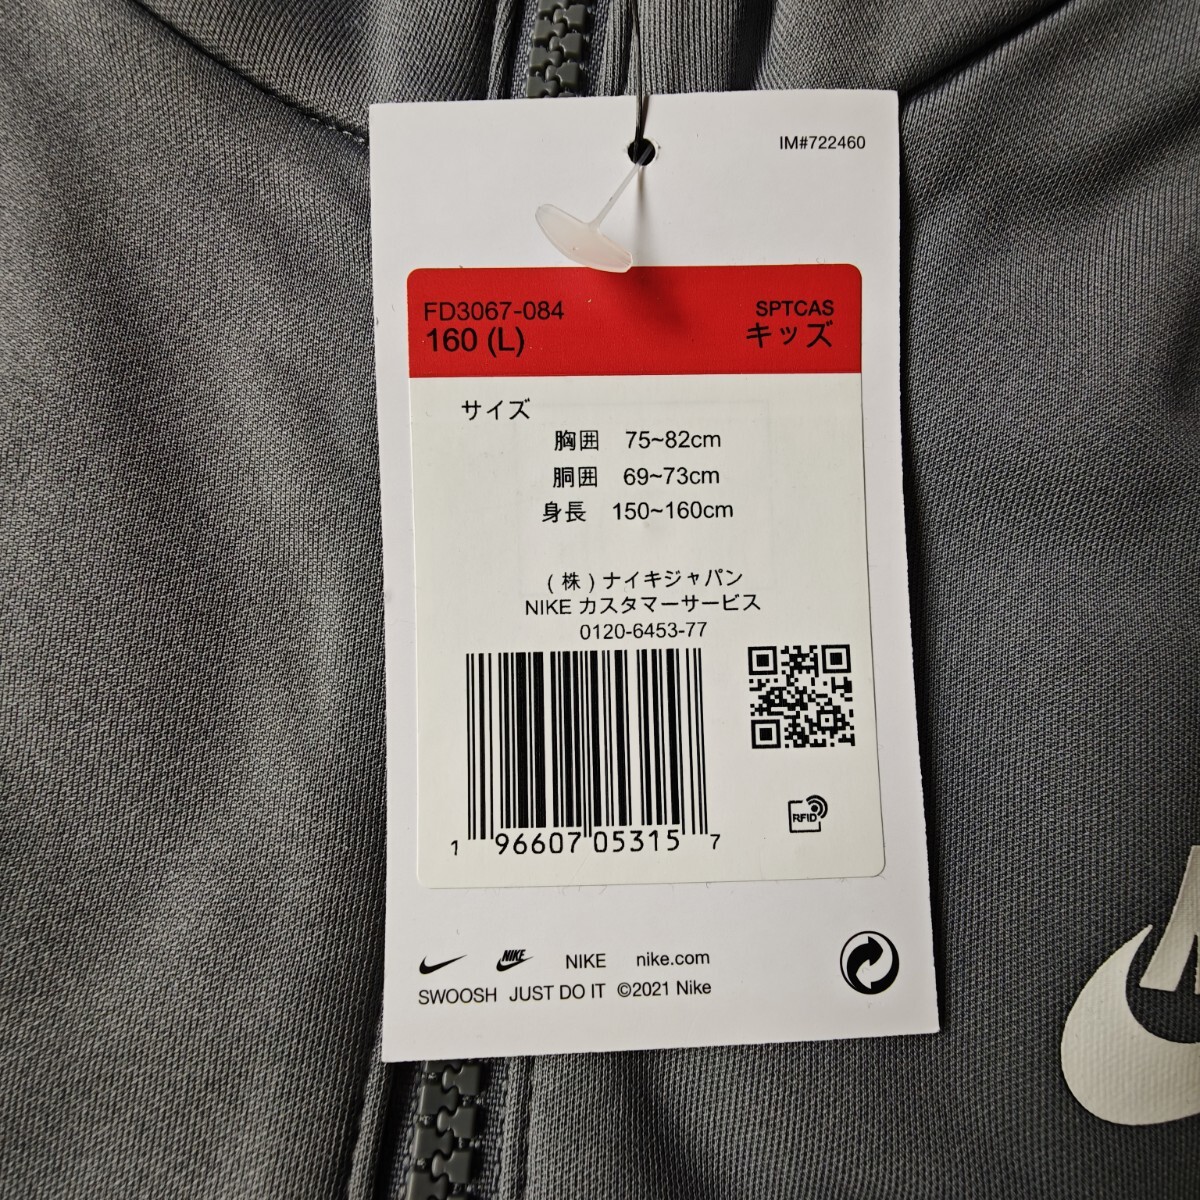 IM#722460
FD3067-084 SPTCAS
160 (L) キッズ
サイズ
胸囲 75~82cm
胴囲 69~73cm
身長 150~160cm
(株)ナイキジャパン
NIKE カスタマーサービス
0120-6453-77
1 96607 05315 7
RFID
NIKE NIKE nike.com
SWOOSH JUST DO IT ©2021 Nike